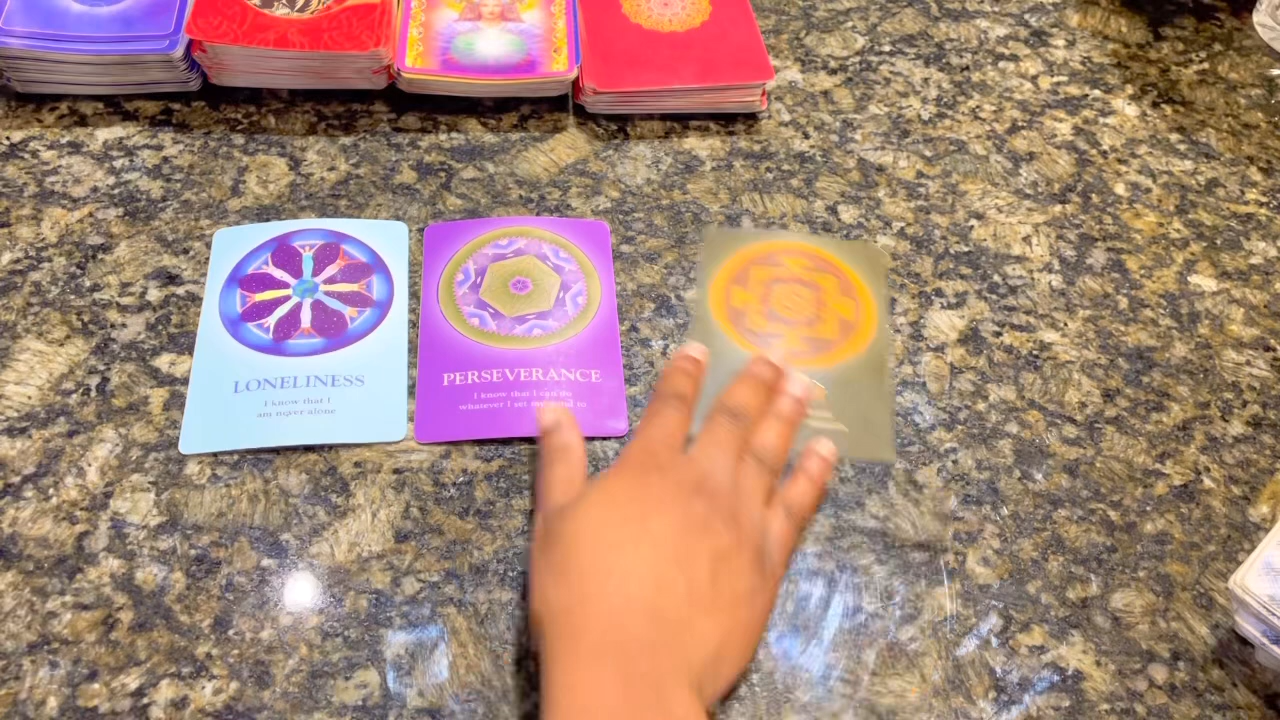 LONELINESS
I know that I
am never alone
PERSEVERANCE
I know that I can do
whatever I set my mind to